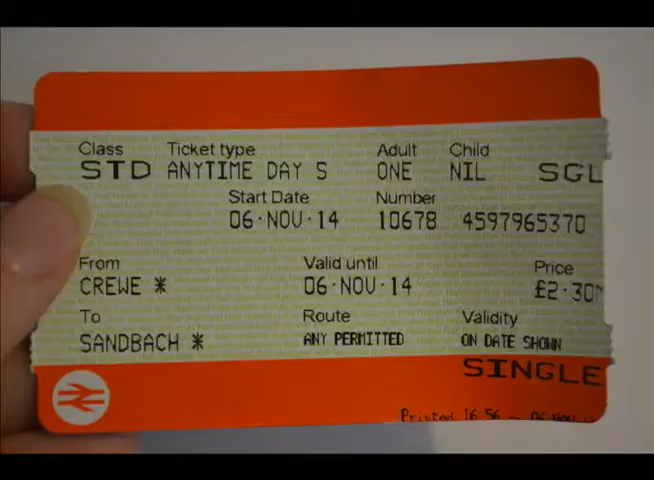 Class Ticket type Adult Child
STD ANYTIME DAY S ONE NIL SGL
Start Date Number
06·NOV·14 10678 4597965370
From Valid until Price
CREWE * 06·NOV·14 £2·30
To Route Validity
SANDBACH * ANY PERMITTED ON DATE SHOWN
SINGLE
Printed 16 56